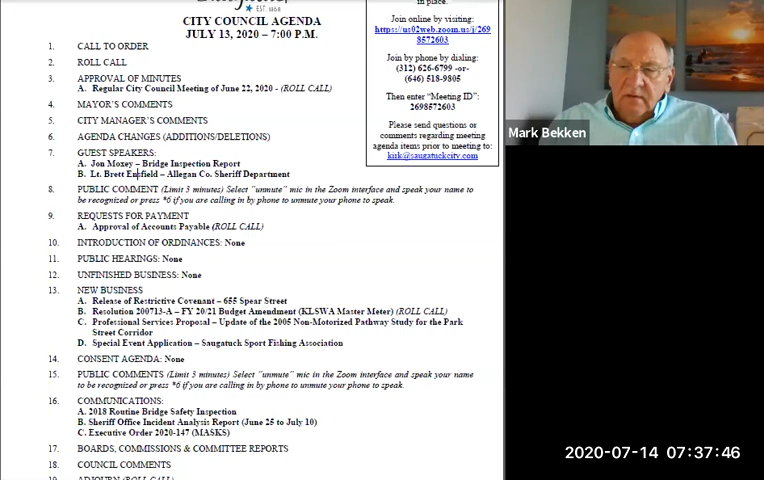 ★ EST. 1868
CITY COUNCIL AGENDA
JULY 13, 2020 – 7:00 P.M.
1. CALL TO ORDER
2. ROLL CALL
3. APPROVAL OF MINUTES
A. Regular City Council Meeting of June 22, 2020 - (ROLL CALL)
4. MAYOR'S COMMENTS
5. CITY MANAGER'S COMMENTS
6. AGENDA CHANGES (ADDITIONS/DELETIONS)
7. GUEST SPEAKERS:
A. Jon Moxey – Bridge Inspection Report
B. Lt. Brett Enfield – Allegan Co. Sheriff Department
8. PUBLIC COMMENT (Limit 3 minutes) Select "unmute" mic in the Zoom interface and speak your name to
be recognized or press *6 if you are calling in by phone to unmute your phone to speak.
9. REQUESTS FOR PAYMENT
A. Approval of Accounts Payable (ROLL CALL)
10. INTRODUCTION OF ORDINANCES: None
11. PUBLIC HEARINGS: None
12. UNFINISHED BUSINESS: None
13. NEW BUSINESS
A. Release of Restrictive Covenant – 655 Spear Street
B. Resolution 200713-A – FY 20/21 Budget Amendment (KLSWA Master Meter) (ROLL CALL)
C. Professional Services Proposal – Update of the 2005 Non-Motorized Pathway Study for the Park
Street Corridor
D. Special Event Application – Saugatuck Sport Fishing Association
14. CONSENT AGENDA: None
15. PUBLIC COMMENTS (Limit 3 minutes) Select "unmute" mic in the Zoom interface and speak your name
to be recognized or press *6 if you are calling in by phone to unmute your phone to speak.
16. COMMUNICATIONS:
A. 2018 Routine Bridge Safety Inspection
B. Sheriff Office Incident Analysis Report (June 25 to July 10)
C. Executive Order 2020-147 (MASKS)
17. BOARDS, COMMISSIONS & COMMITTEE REPORTS
18. COUNCIL COMMENTS
19. ADJOURN (ROLL CALL)
in place.
Join online by visiting:
https://us02web.zoom.us/j/269
8572603
Join by phone by dialing:
(312) 626-6799 -or-
(646) 518-9805
Then enter "Meeting ID":
2698572603
Please send questions or
comments regarding meeting
agenda items prior to meeting to:
kirk@saugatuckcity.com
Mark Bekken
2020-07-14 07:37:46